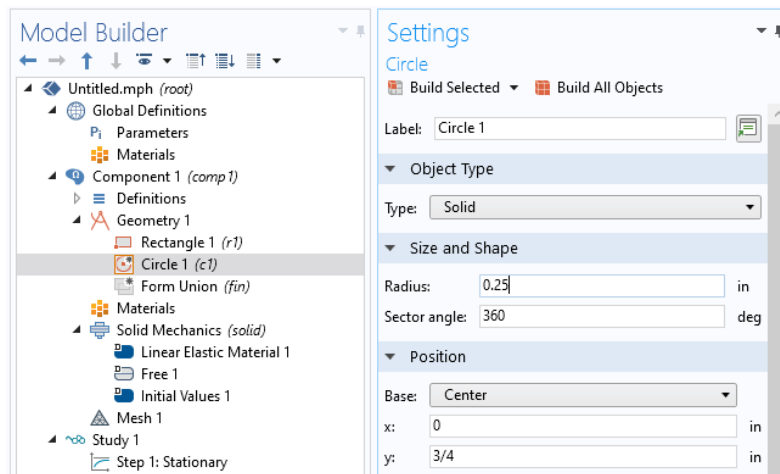 Model Builder
Untitled.mph (root)
Global Definitions
Pi Parameters
Materials
Component 1 (comp1)
Definitions
Geometry 1
Rectangle 1 (r1)
Circle 1 (c1)
Form Union (fin)
Materials
Solid Mechanics (solid)
Linear Elastic Material 1
Free 1
Initial Values 1
Mesh 1
Study 1
Step 1: Stationary
Settings
Circle
Build Selected Build All Objects
Label: Circle 1
Object Type
Type: Solid
Size and Shape
Radius: 0.25 in
Sector angle: 360 deg
Position
Base: Center
x: 0 in
y: 3/4 in